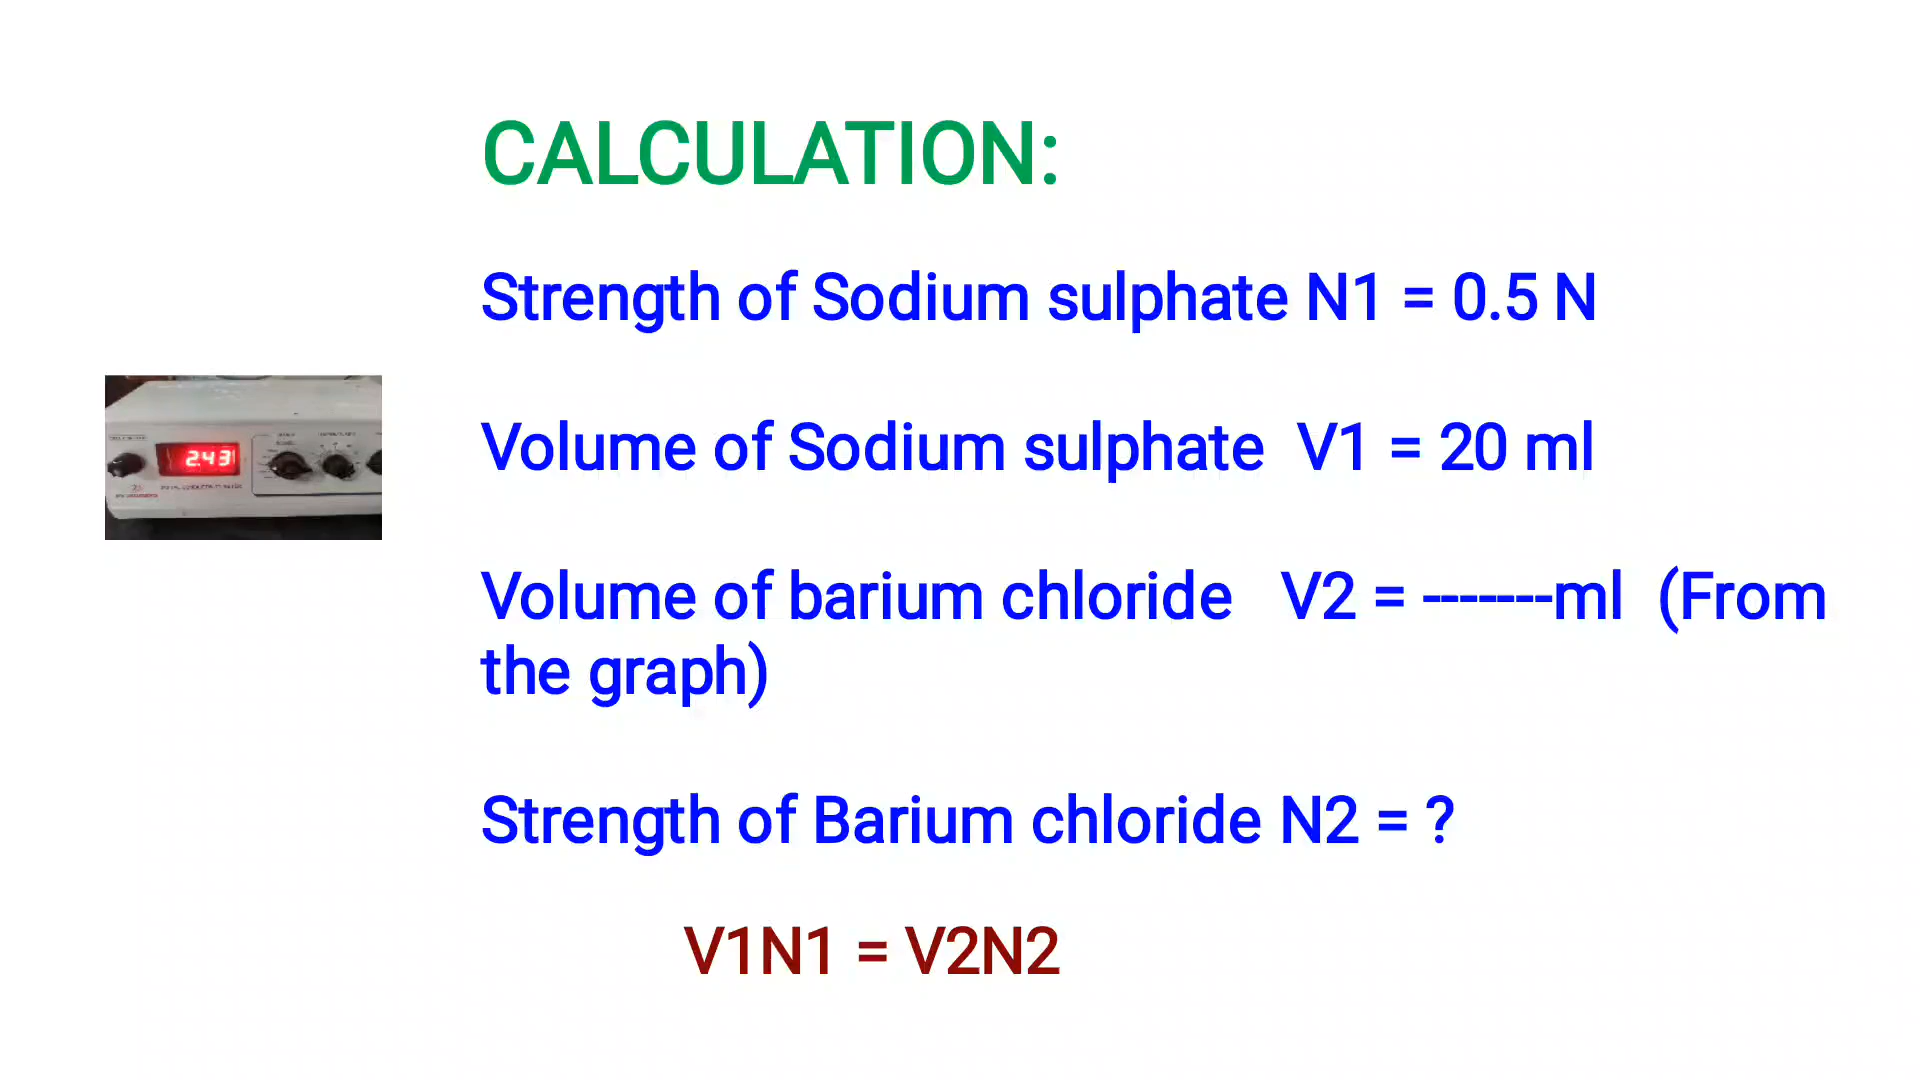 CALCULATION:
Strength of Sodium sulphate N1 = 0.5 N
Volume of Sodium sulphate  V1 = 20 ml
2.43
Volume of barium chloride   V2 = -------ml  (From
the graph)
Strength of Barium chloride N2 = ?
V1N1 = V2N2